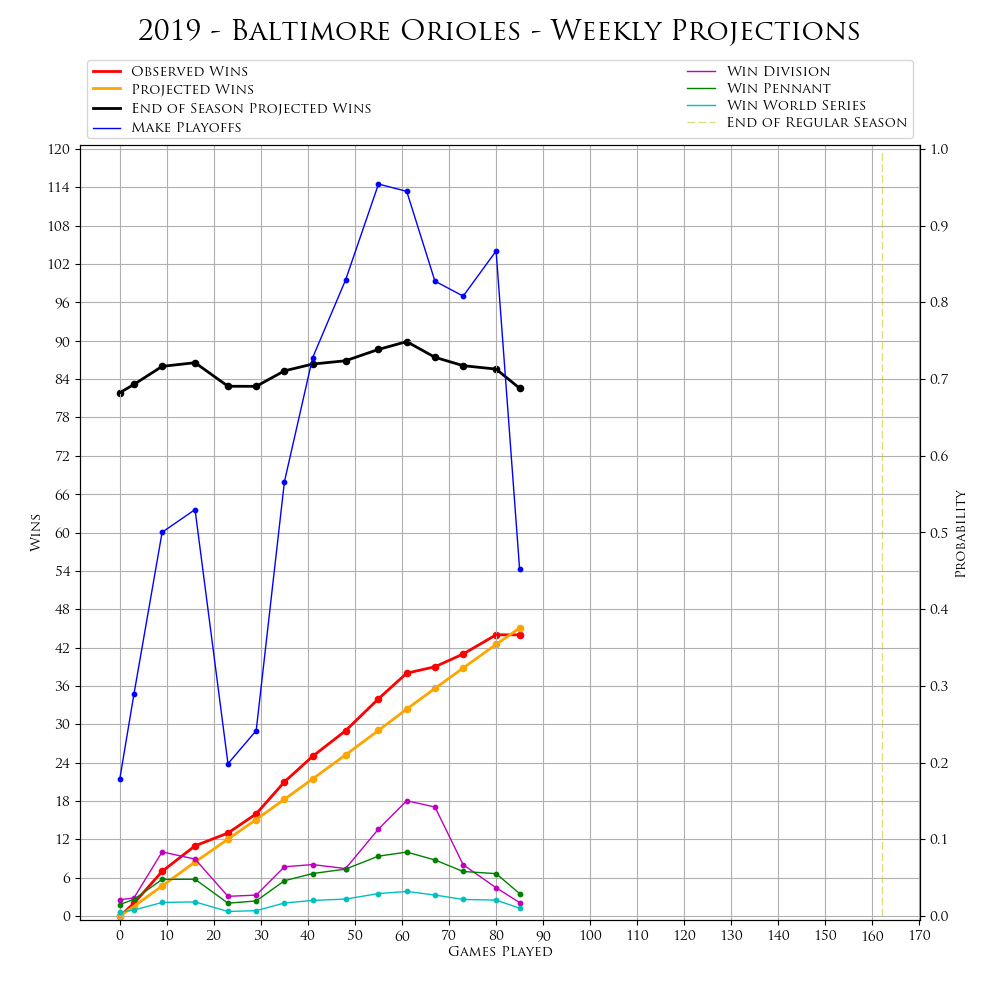 2019 - Baltimore Orioles - Weekly Projections
Observed Wins
Projected Wins
End of Season Projected Wins
Make Playoffs
Win Division
Win Pennant
Win World Series
End of Regular Season
120
114
108
102
96
90
84
78
72
66
60
54
48
42
36
30
24
18
12
6
0
Wins
1.0
0.9
0.8
0.7
0.6
0.5
0.4
0.3
0.2
0.1
0.0
Probability
0 10 20 30 40 50 60 70 80 90 100 110 120 130 140 150 160 170
Games Played